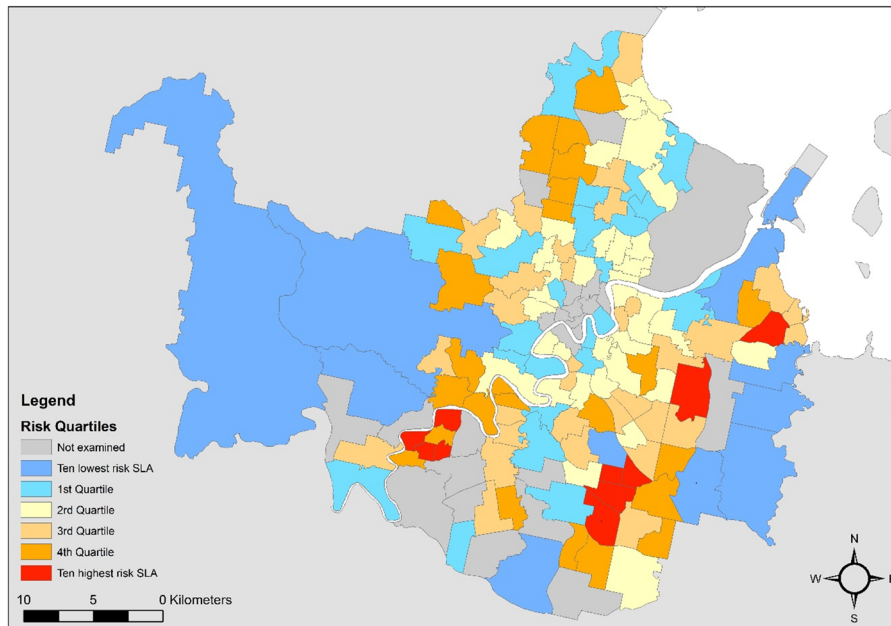 Legend
Risk Quartiles
Not examined
Ten lowest risk SLA
1st Quartile
2rd Quartile
3rd Quartile
4th Quartile
Ten highest risk SLA
10 5 0 Kilometers
N
W E
S